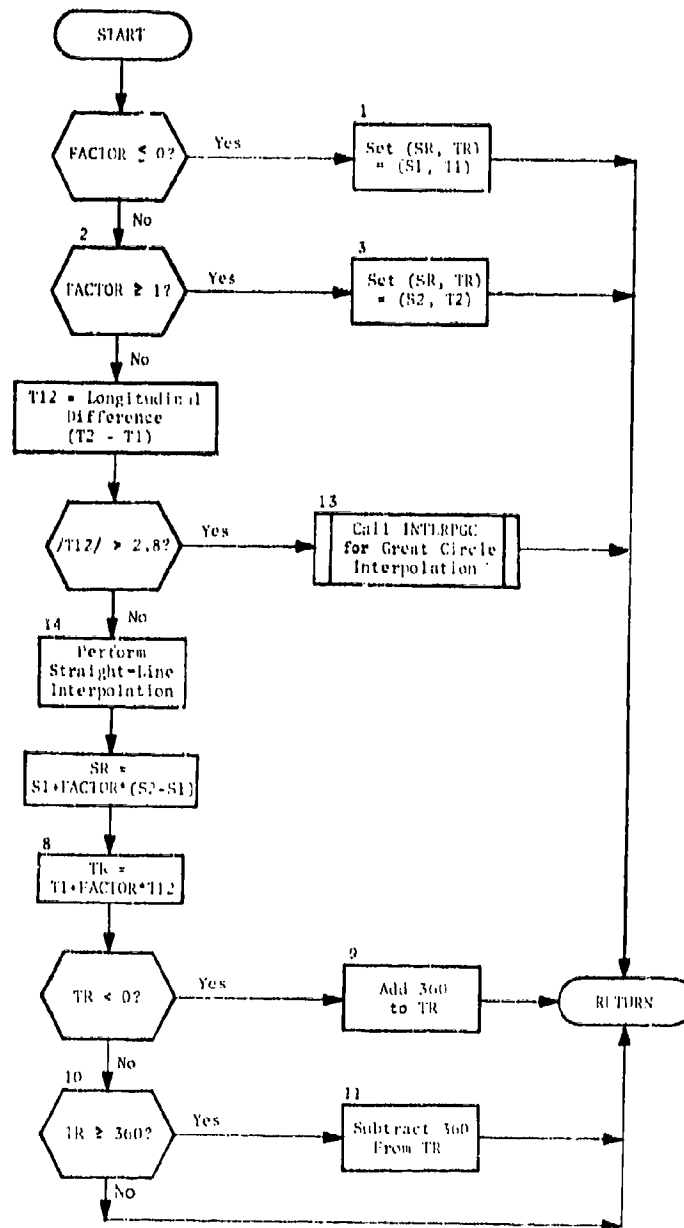 START
FACTOR ≤ 0?
Yes
1
Set (SR, TR)
= (S1, T1)
No
2
FACTOR ≥ 1?
Yes
3
Set (SR, TR)
= (S2, T2)
No
T12 = Longitudinal
Difference
(T2 - T1)
/T12/ > 2.8?
Yes
13
Call INTERPGC
for Great Circle
Interpolation
No
14
Perform
Straight-Line
Interpolation
SR =
S1+FACTOR*(S2-S1)
8
TR =
T1+FACTOR*T12
TR < 0?
Yes
9
Add 360
to TR
RETURN
No
10
TR ≥ 360?
Yes
11
Subtract 360
From TR
No